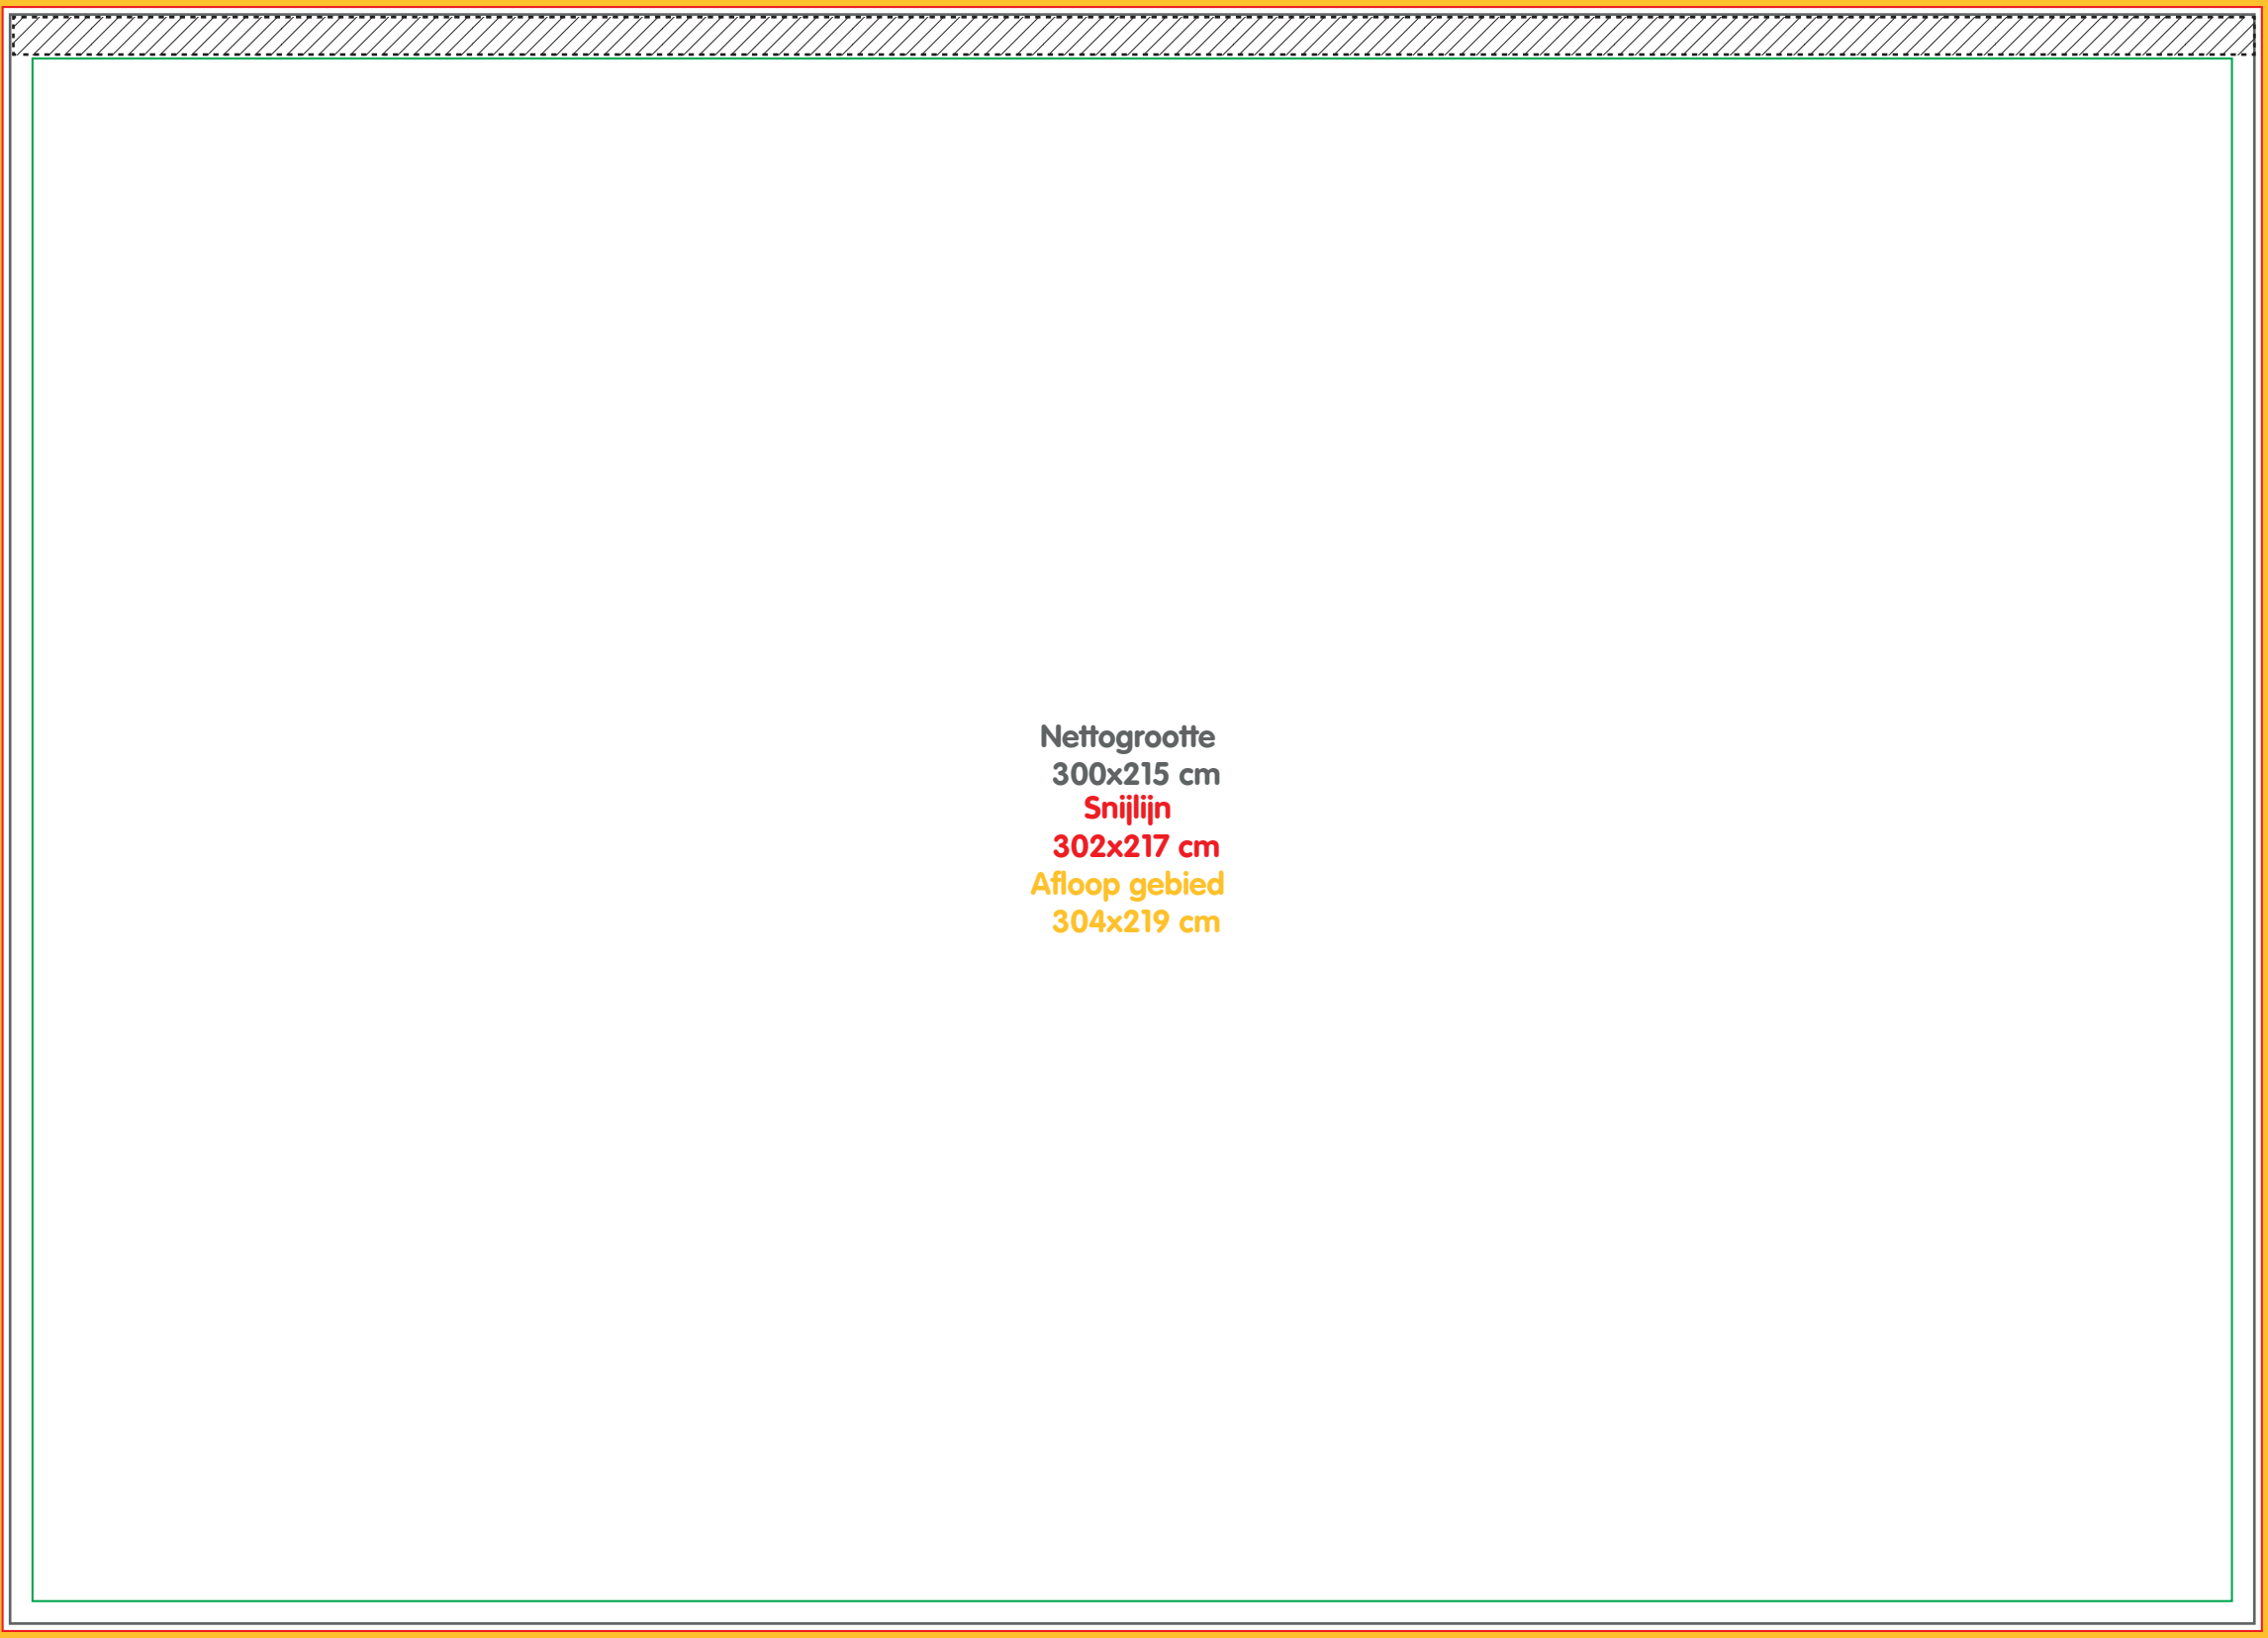 Nettogrootte
300x215 cm
Snijlijn
302x217 cm
Afloop gebied
304x219 cm